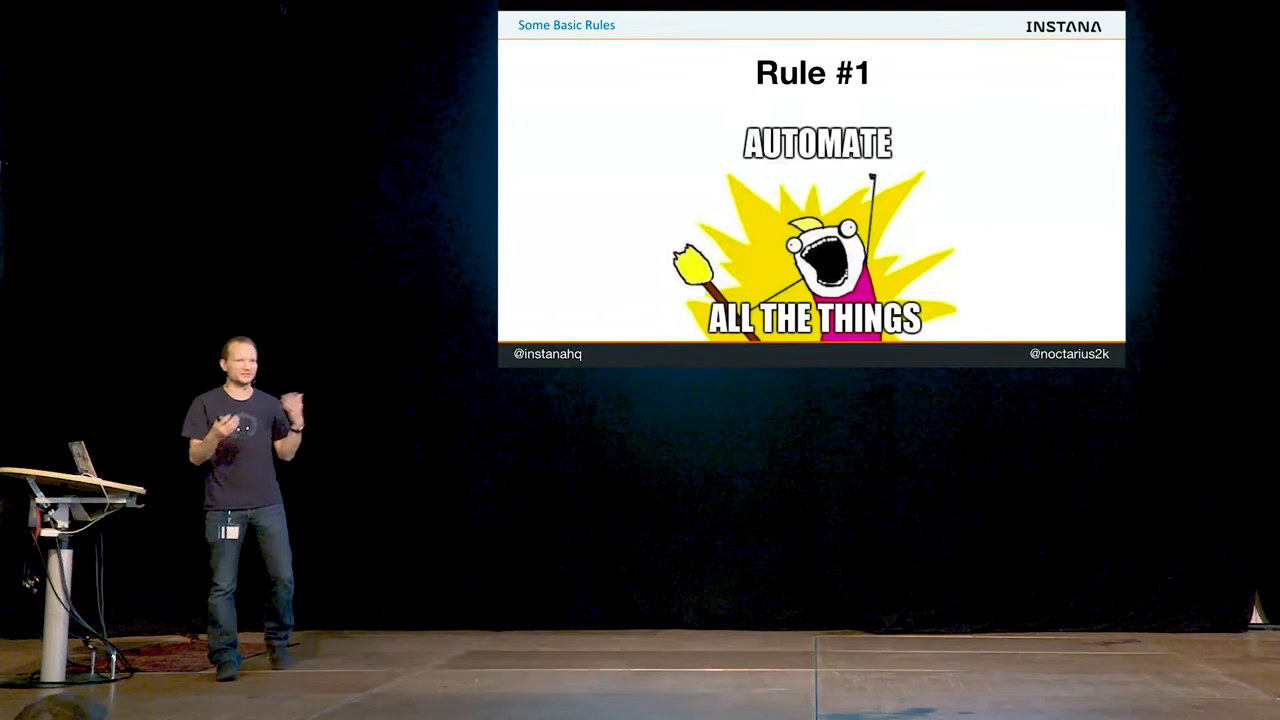 Some Basic Rules
INSTANA
Rule #1
AUTOMATE
ALL THE THINGS
@instanahq
@noctarius2k